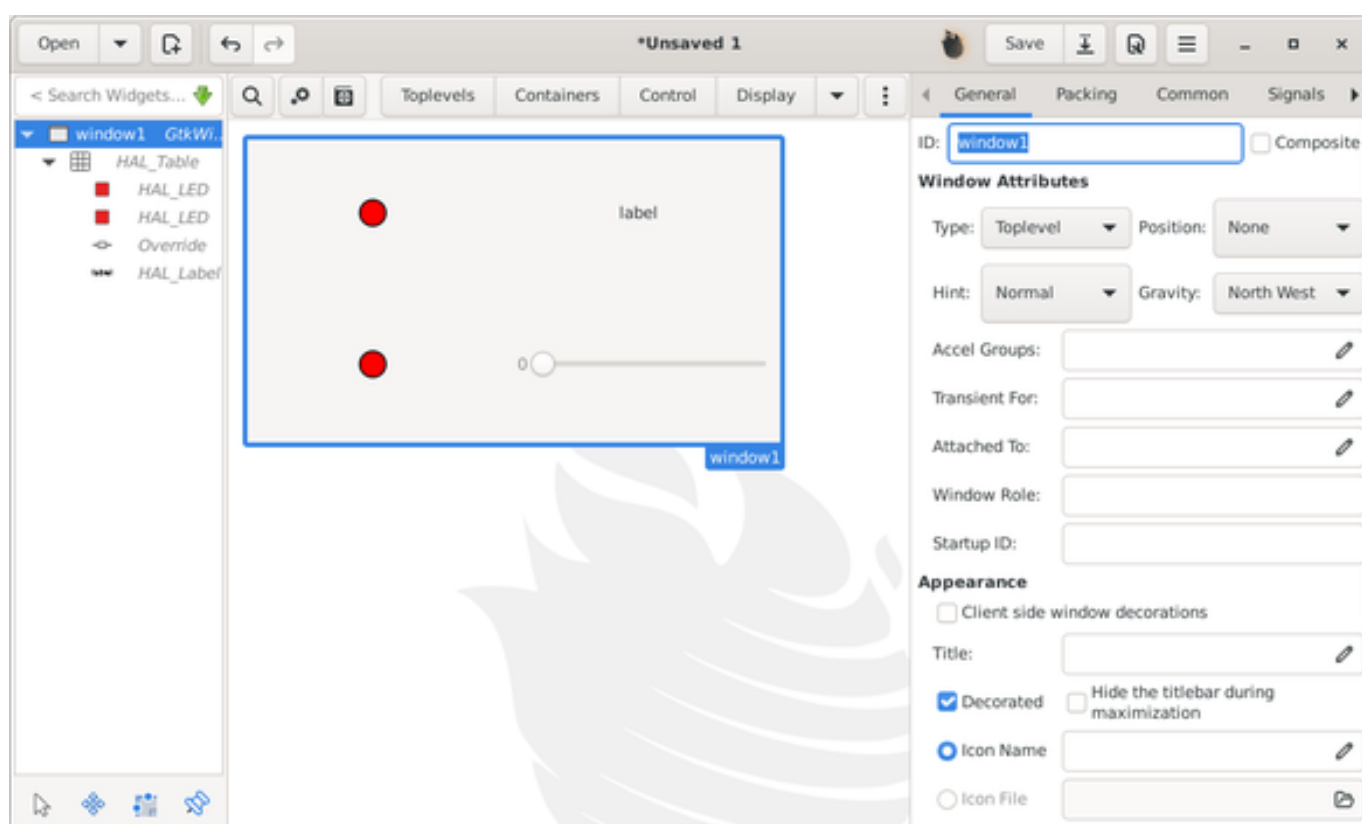 Open
*Unsaved 1
Save
< Search Widgets...
Toplevels Containers Control Display
General Packing Common Signals
window1 GtkWi..
HAL_Table
HAL_LED
HAL_LED
Override
HAL_Label
label
0
window1
ID: window1 Composite
Window Attributes
Type: Toplevel Position: None
Hint: Normal Gravity: North West
Accel Groups:
Transient For:
Attached To:
Window Role:
Startup ID:
Appearance
Client side window decorations
Title:
Decorated Hide the titlebar during
maximization
Icon Name
Icon File